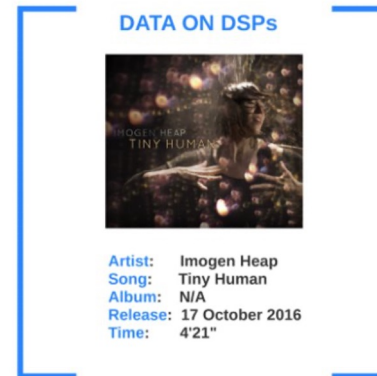 DATA ON DSPs
IMOGEN HEAP
TINY HUMAN
Artist: Imogen Heap
Song: Tiny Human
Album: N/A
Release: 17 October 2016
Time: 4'21"